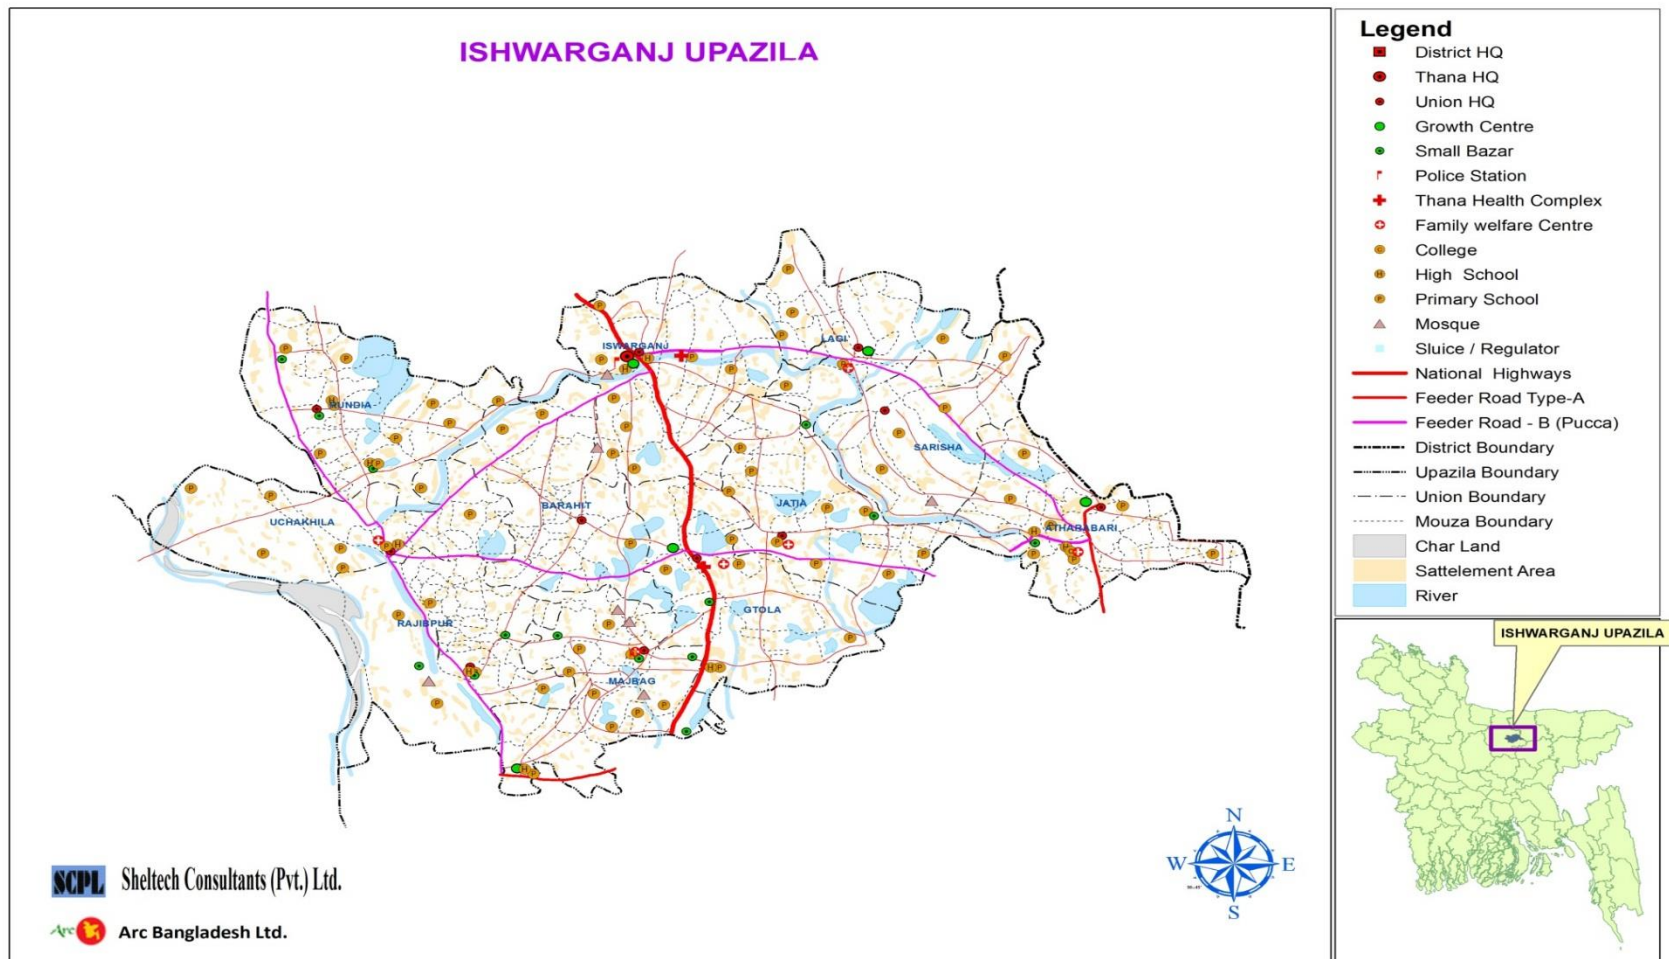 ISHWARGANJ UPAZILA
ISWARGANJ
LAGI
RUNDIA
SARISHA
BARAHIT
JATIA
UCHAKHILA
ATHARABARI
RAJIBPUR
GTOLA
MAJBAG
SCPL Sheltech Consultants (Pvt.) Ltd.
Arc Arc Bangladesh Ltd.
N
W E
S
Legend
District HQ
Thana HQ
Union HQ
Growth Centre
Small Bazar
Police Station
Thana Health Complex
Family welfare Centre
College
High School
Primary School
Mosque
Sluice / Regulator
National Highways
Feeder Road Type-A
Feeder Road - B (Pucca)
District Boundary
Upazila Boundary
Union Boundary
Mouza Boundary
Char Land
Sattelement Area
River
ISHWARGANJ UPAZILA